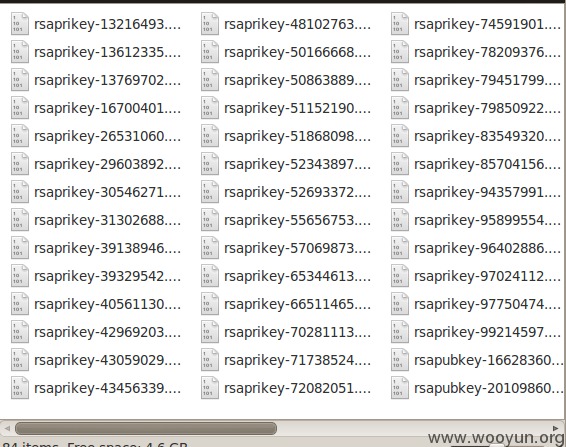 rsaprikey-13216493....
rsaprikey-13612335....
rsaprikey-13769702....
rsaprikey-16700401....
rsaprikey-26531060....
rsaprikey-29603892....
rsaprikey-30546271....
rsaprikey-31302688....
rsaprikey-39138946....
rsaprikey-39329542....
rsaprikey-40561130....
rsaprikey-42969203....
rsaprikey-43059029....
rsaprikey-43456339....
rsaprikey-48102763....
rsaprikey-50166668....
rsaprikey-50863889....
rsaprikey-51152190....
rsaprikey-51868098....
rsaprikey-52343897....
rsaprikey-52693372....
rsaprikey-55656753....
rsaprikey-57069873....
rsaprikey-65344613....
rsaprikey-66511465....
rsaprikey-70281113....
rsaprikey-71738524....
rsaprikey-72082051....
rsaprikey-74591901....
rsaprikey-78209376....
rsaprikey-79451799....
rsaprikey-79850922....
rsaprikey-83549320....
rsaprikey-85704156....
rsaprikey-94357991....
rsaprikey-95899554....
rsaprikey-96402886....
rsaprikey-97024112....
rsaprikey-97750474....
rsaprikey-99214597....
rsapubkey-16628360...
rsapubkey-20109860...
84 items, Free space: 4.6 GB
www.wooyun.org